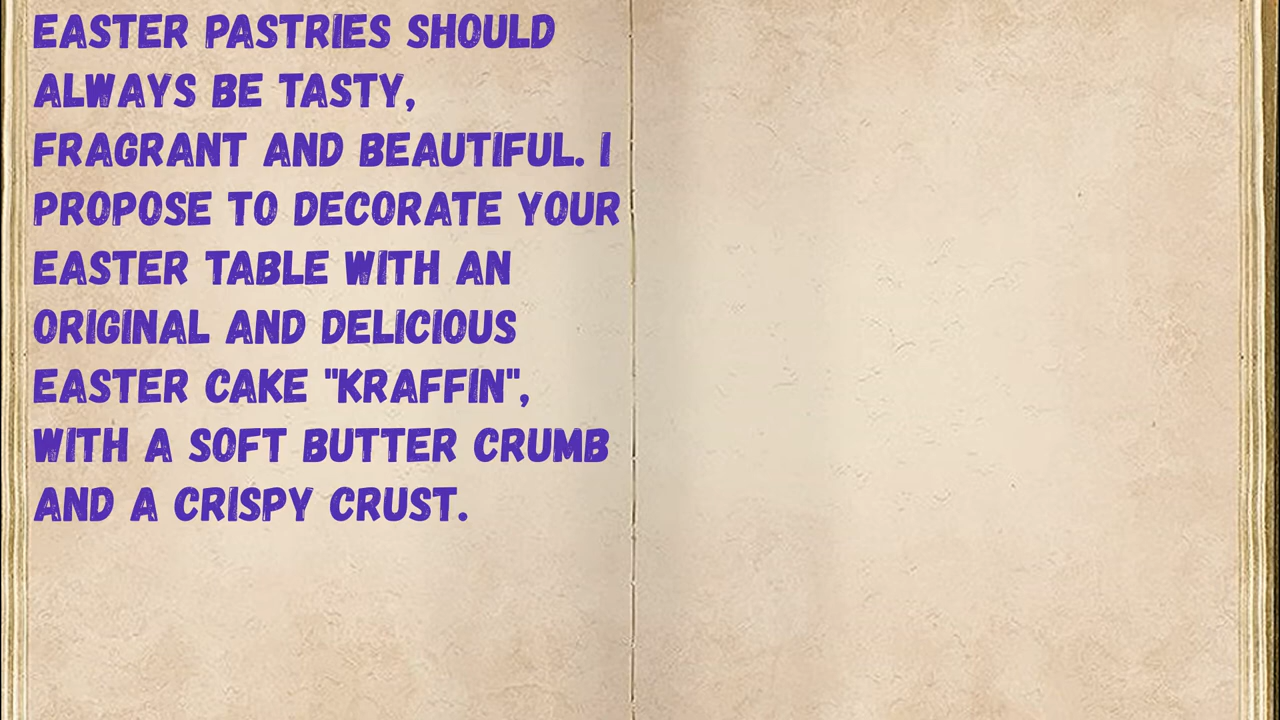 EASTER PASTRIES SHOULD
ALWAYS BE TASTY,
FRAGRANT AND BEAUTIFUL. I
PROPOSE TO DECORATE YOUR
EASTER TABLE WITH AN
ORIGINAL AND DELICIOUS
EASTER CAKE "KRAFFIN",
WITH A SOFT BUTTER CRUMB
AND A CRISPY CRUST.